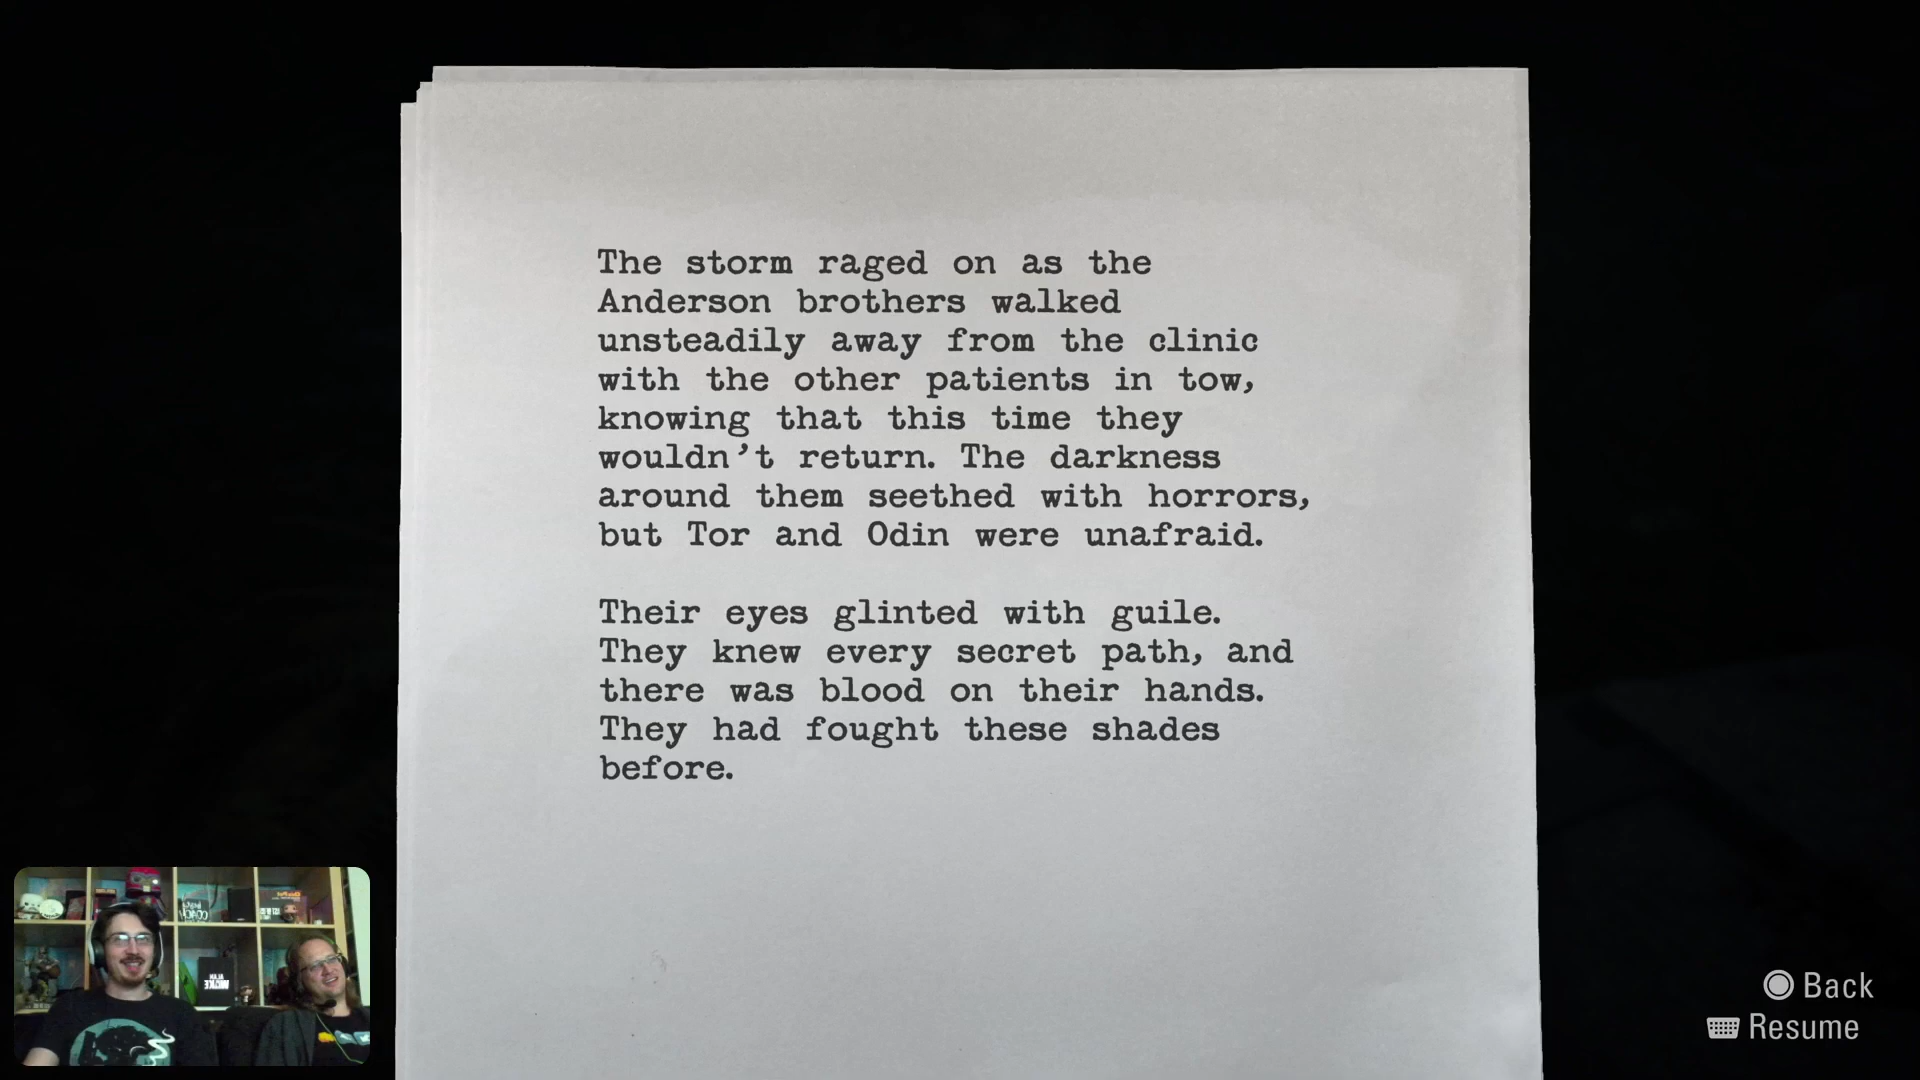 The storm raged on as the
Anderson brothers walked
unsteadily away from the clinic
with the other patients in tow,
knowing that this time they
wouldn't return. The darkness
around them seethed with horrors,
but Tor and Odin were unafraid.
Their eyes glinted with guile.
They knew every secret path, and
there was blood on their hands.
They had fought these shades
before.
Back
Resume
ALAN
WAKE